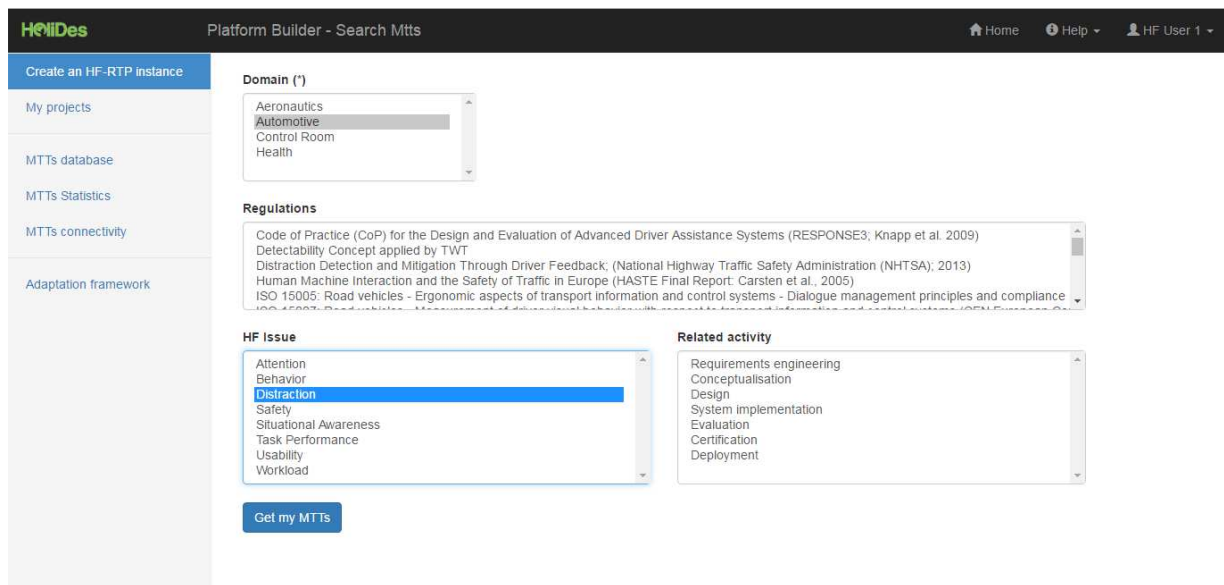 HoliDes
Platform Builder - Search Mtts
Home
Help
HF User 1
Create an HF-RTP instance
My projects
MTTs database
MTTs Statistics
MTTs connectivity
Adaptation framework
Domain (*)
Aeronautics
Automotive
Control Room
Health
Regulations
Code of Practice (CoP) for the Design and Evaluation of Advanced Driver Assistance Systems (RESPONSE3; Knapp et al. 2009)
Detectability Concept applied by TWT
Distraction Detection and Mitigation Through Driver Feedback; (National Highway Traffic Safety Administration (NHTSA); 2013)
Human Machine Interaction and the Safety of Traffic in Europe (HASTE Final Report: Carsten et al., 2005)
ISO 15005: Road vehicles - Ergonomic aspects of transport information and control systems - Dialogue management principles and compliance
HF Issue
Attention
Behavior
Distraction
Safety
Situational Awareness
Task Performance
Usability
Workload
Related activity
Requirements engineering
Conceptualisation
Design
System implementation
Evaluation
Certification
Deployment
Get my MTTs